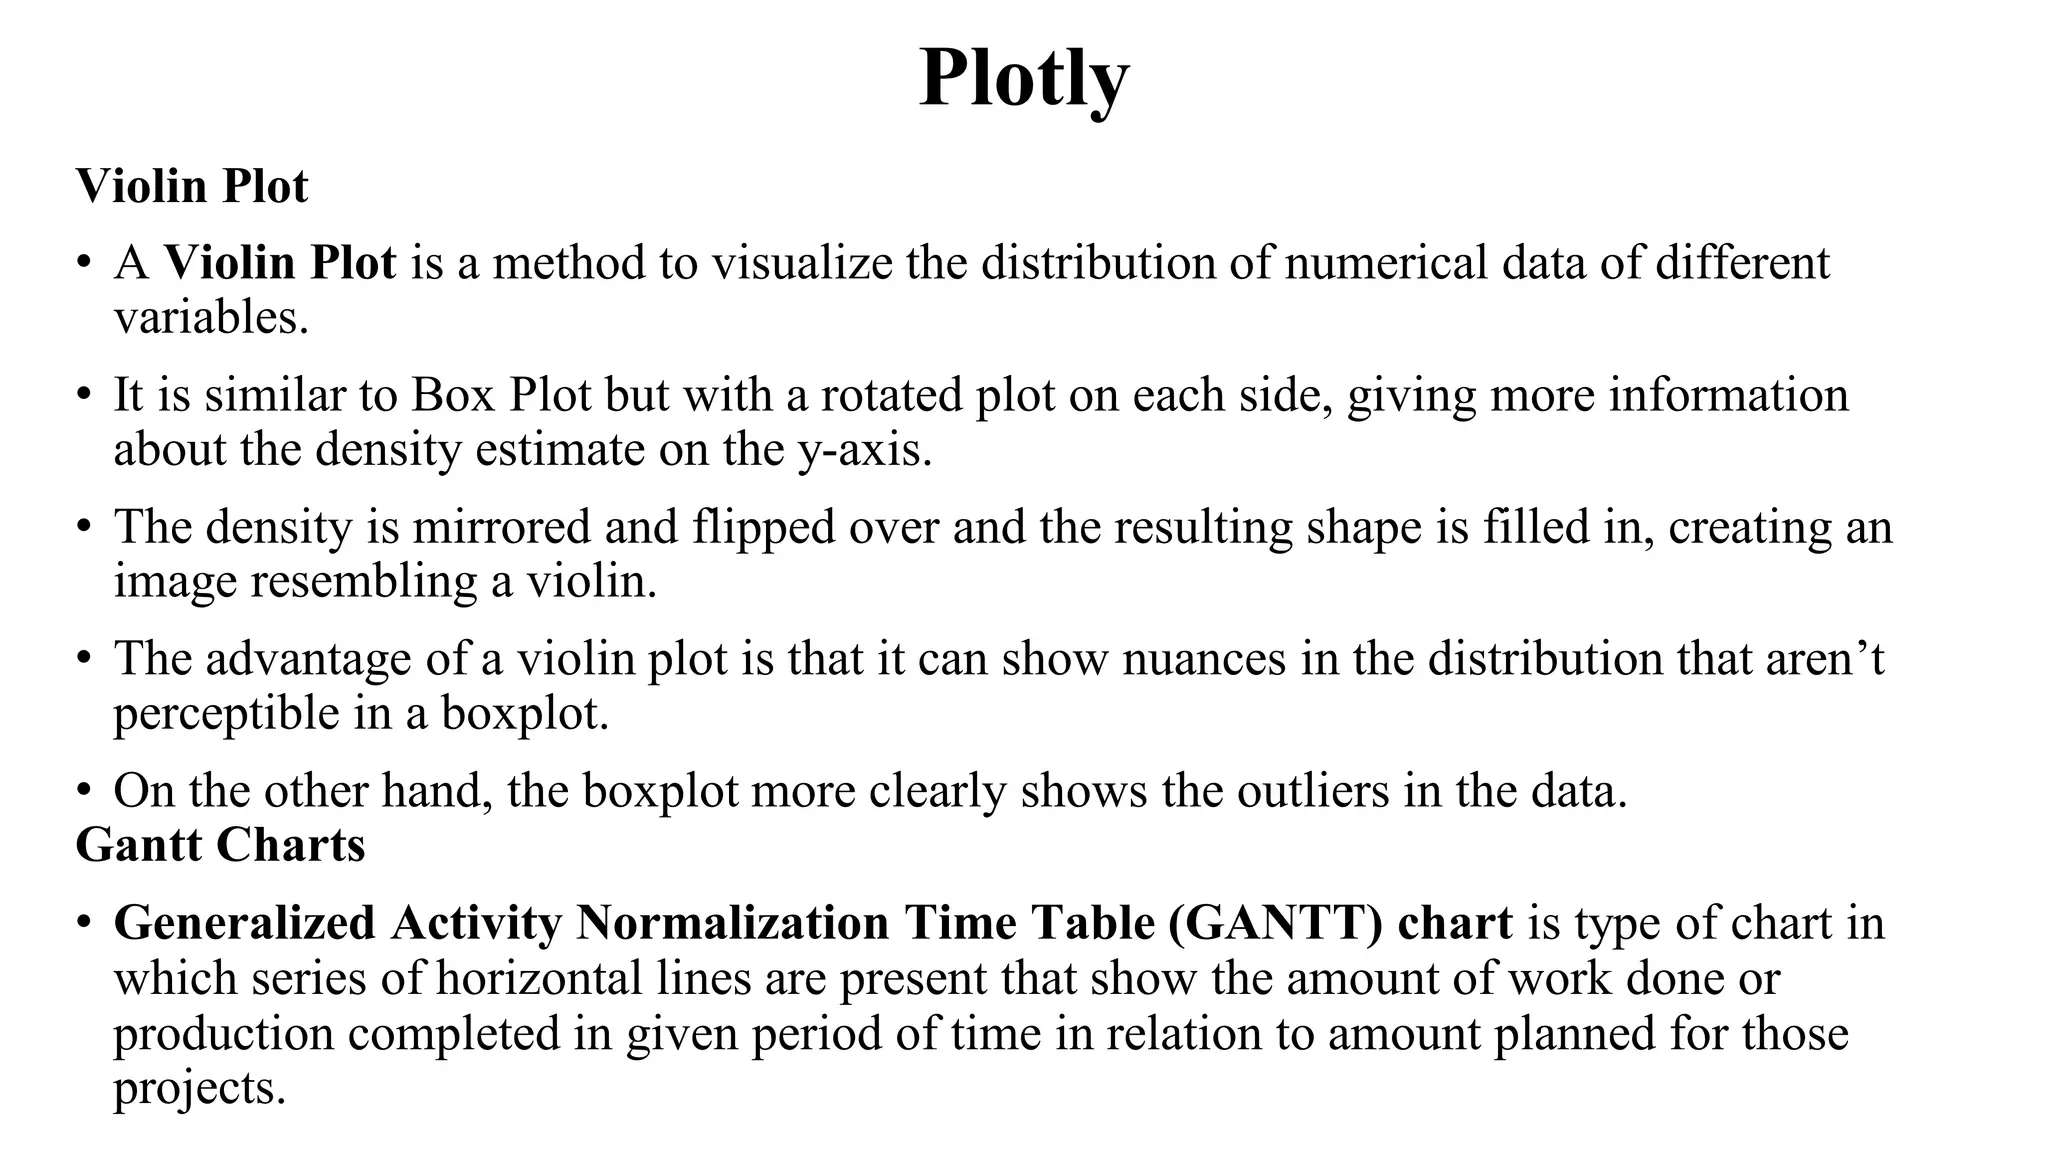 Plotly
Violin Plot
• A Violin Plot is a method to visualize the distribution of numerical data of different
variables.
• It is similar to Box Plot but with a rotated plot on each side, giving more information
about the density estimate on the y-axis.
• The density is mirrored and flipped over and the resulting shape is filled in, creating an
image resembling a violin.
• The advantage of a violin plot is that it can show nuances in the distribution that aren’t
perceptible in a boxplot.
• On the other hand, the boxplot more clearly shows the outliers in the data.
Gantt Charts
• Generalized Activity Normalization Time Table (GANTT) chart is type of chart in
which series of horizontal lines are present that show the amount of work done or
production completed in given period of time in relation to amount planned for those
projects.